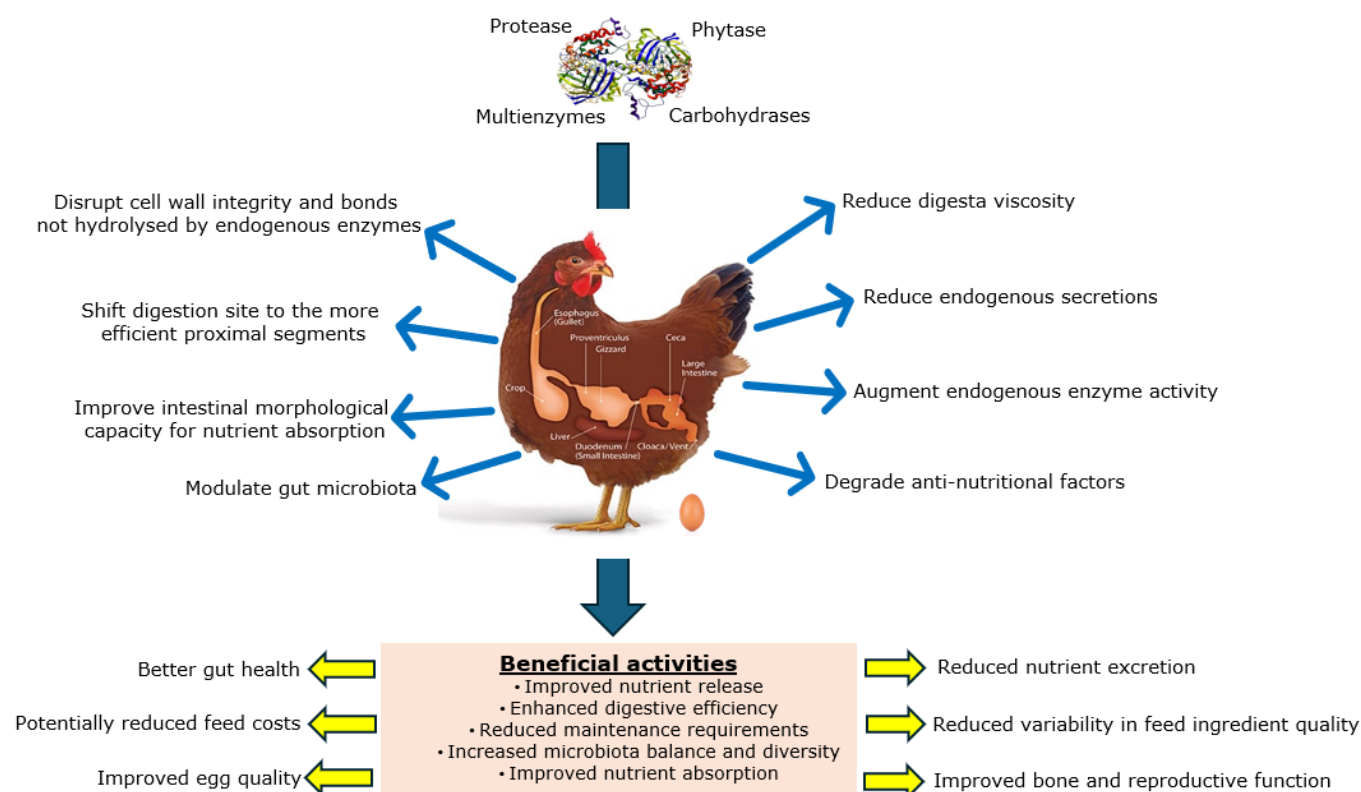 Protease
Phytase
Multienzymes
Carbohydrases
Disrupt cell wall integrity and bonds
not hydrolysed by endogenous enzymes
Reduce digesta viscosity
Shift digestion site to the more
efficient proximal segments
Reduce endogenous secretions
Improve intestinal morphological
capacity for nutrient absorption
Augment endogenous enzyme activity
Modulate gut microbiota
Degrade anti-nutritional factors
Esophagus
(Gullet)
Proventriculus
Gizzard
Ceca
Large
Intestine
Crop
Liver
Duodenum
(Small Intestine)
Cloaca/Vent
Beneficial activities
• Improved nutrient release
• Enhanced digestive efficiency
• Reduced maintenance requirements
• Increased microbiota balance and diversity
• Improved nutrient absorption
Better gut health
Potentially reduced feed costs
Improved egg quality
Reduced nutrient excretion
Reduced variability in feed ingredient quality
Improved bone and reproductive function